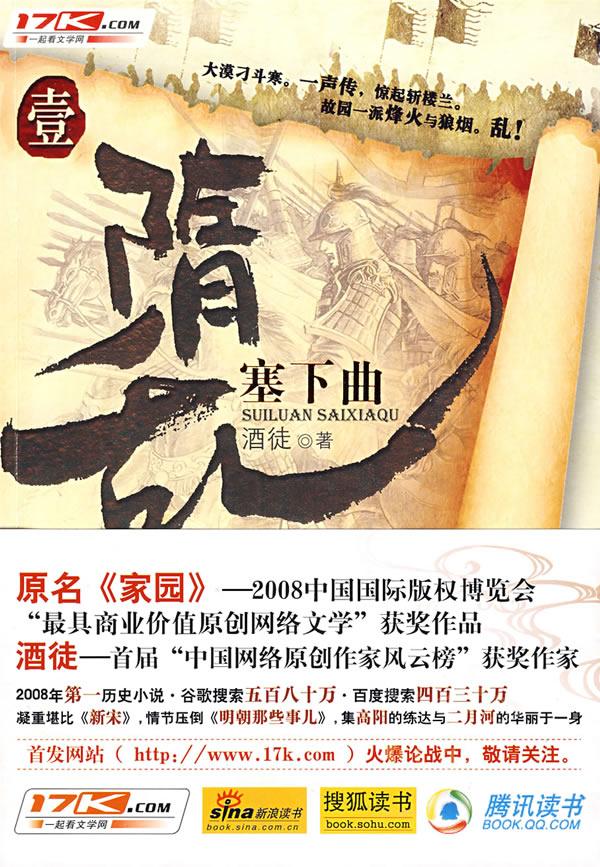 17K.COM
一起看文学网
大漠刁斗寒。一声传，惊起斩楼兰。
故园一派烽火与狼烟。乱！
壹
隋乱
塞下曲
SUILUAN SAIXIAQU
酒徒◎著
原名《家园》—2008中国国际版权博览会
“最具商业价值原创网络文学”获奖作品
酒徒—首届“中国网络原创作家风云榜”获奖作家
2008年第一历史小说·谷歌搜索五百八十万·百度搜索四百三十万
凝重堪比《新宋》,情节压倒《明朝那些事儿》,集高阳的练达与二月河的华丽于一身
首发网站（ http://www.17k.com ）火爆论战中，敬请关注。
17K.COM
一起看文学网
sina新浪读书
book.sina.com.cn
搜狐读书
book.sohu.com
腾讯读书
BOOK.QQ.COM